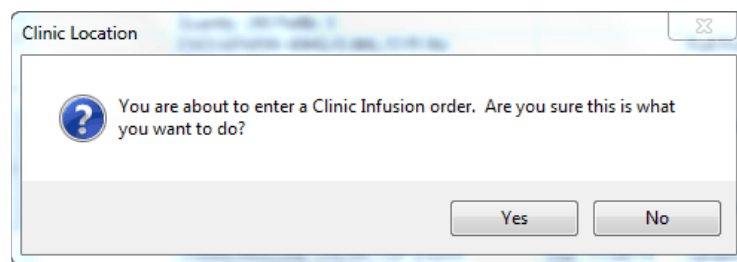 Clinic Location
You are about to enter a Clinic Infusion order.  Are you sure this is what
you want to do?
Yes
No